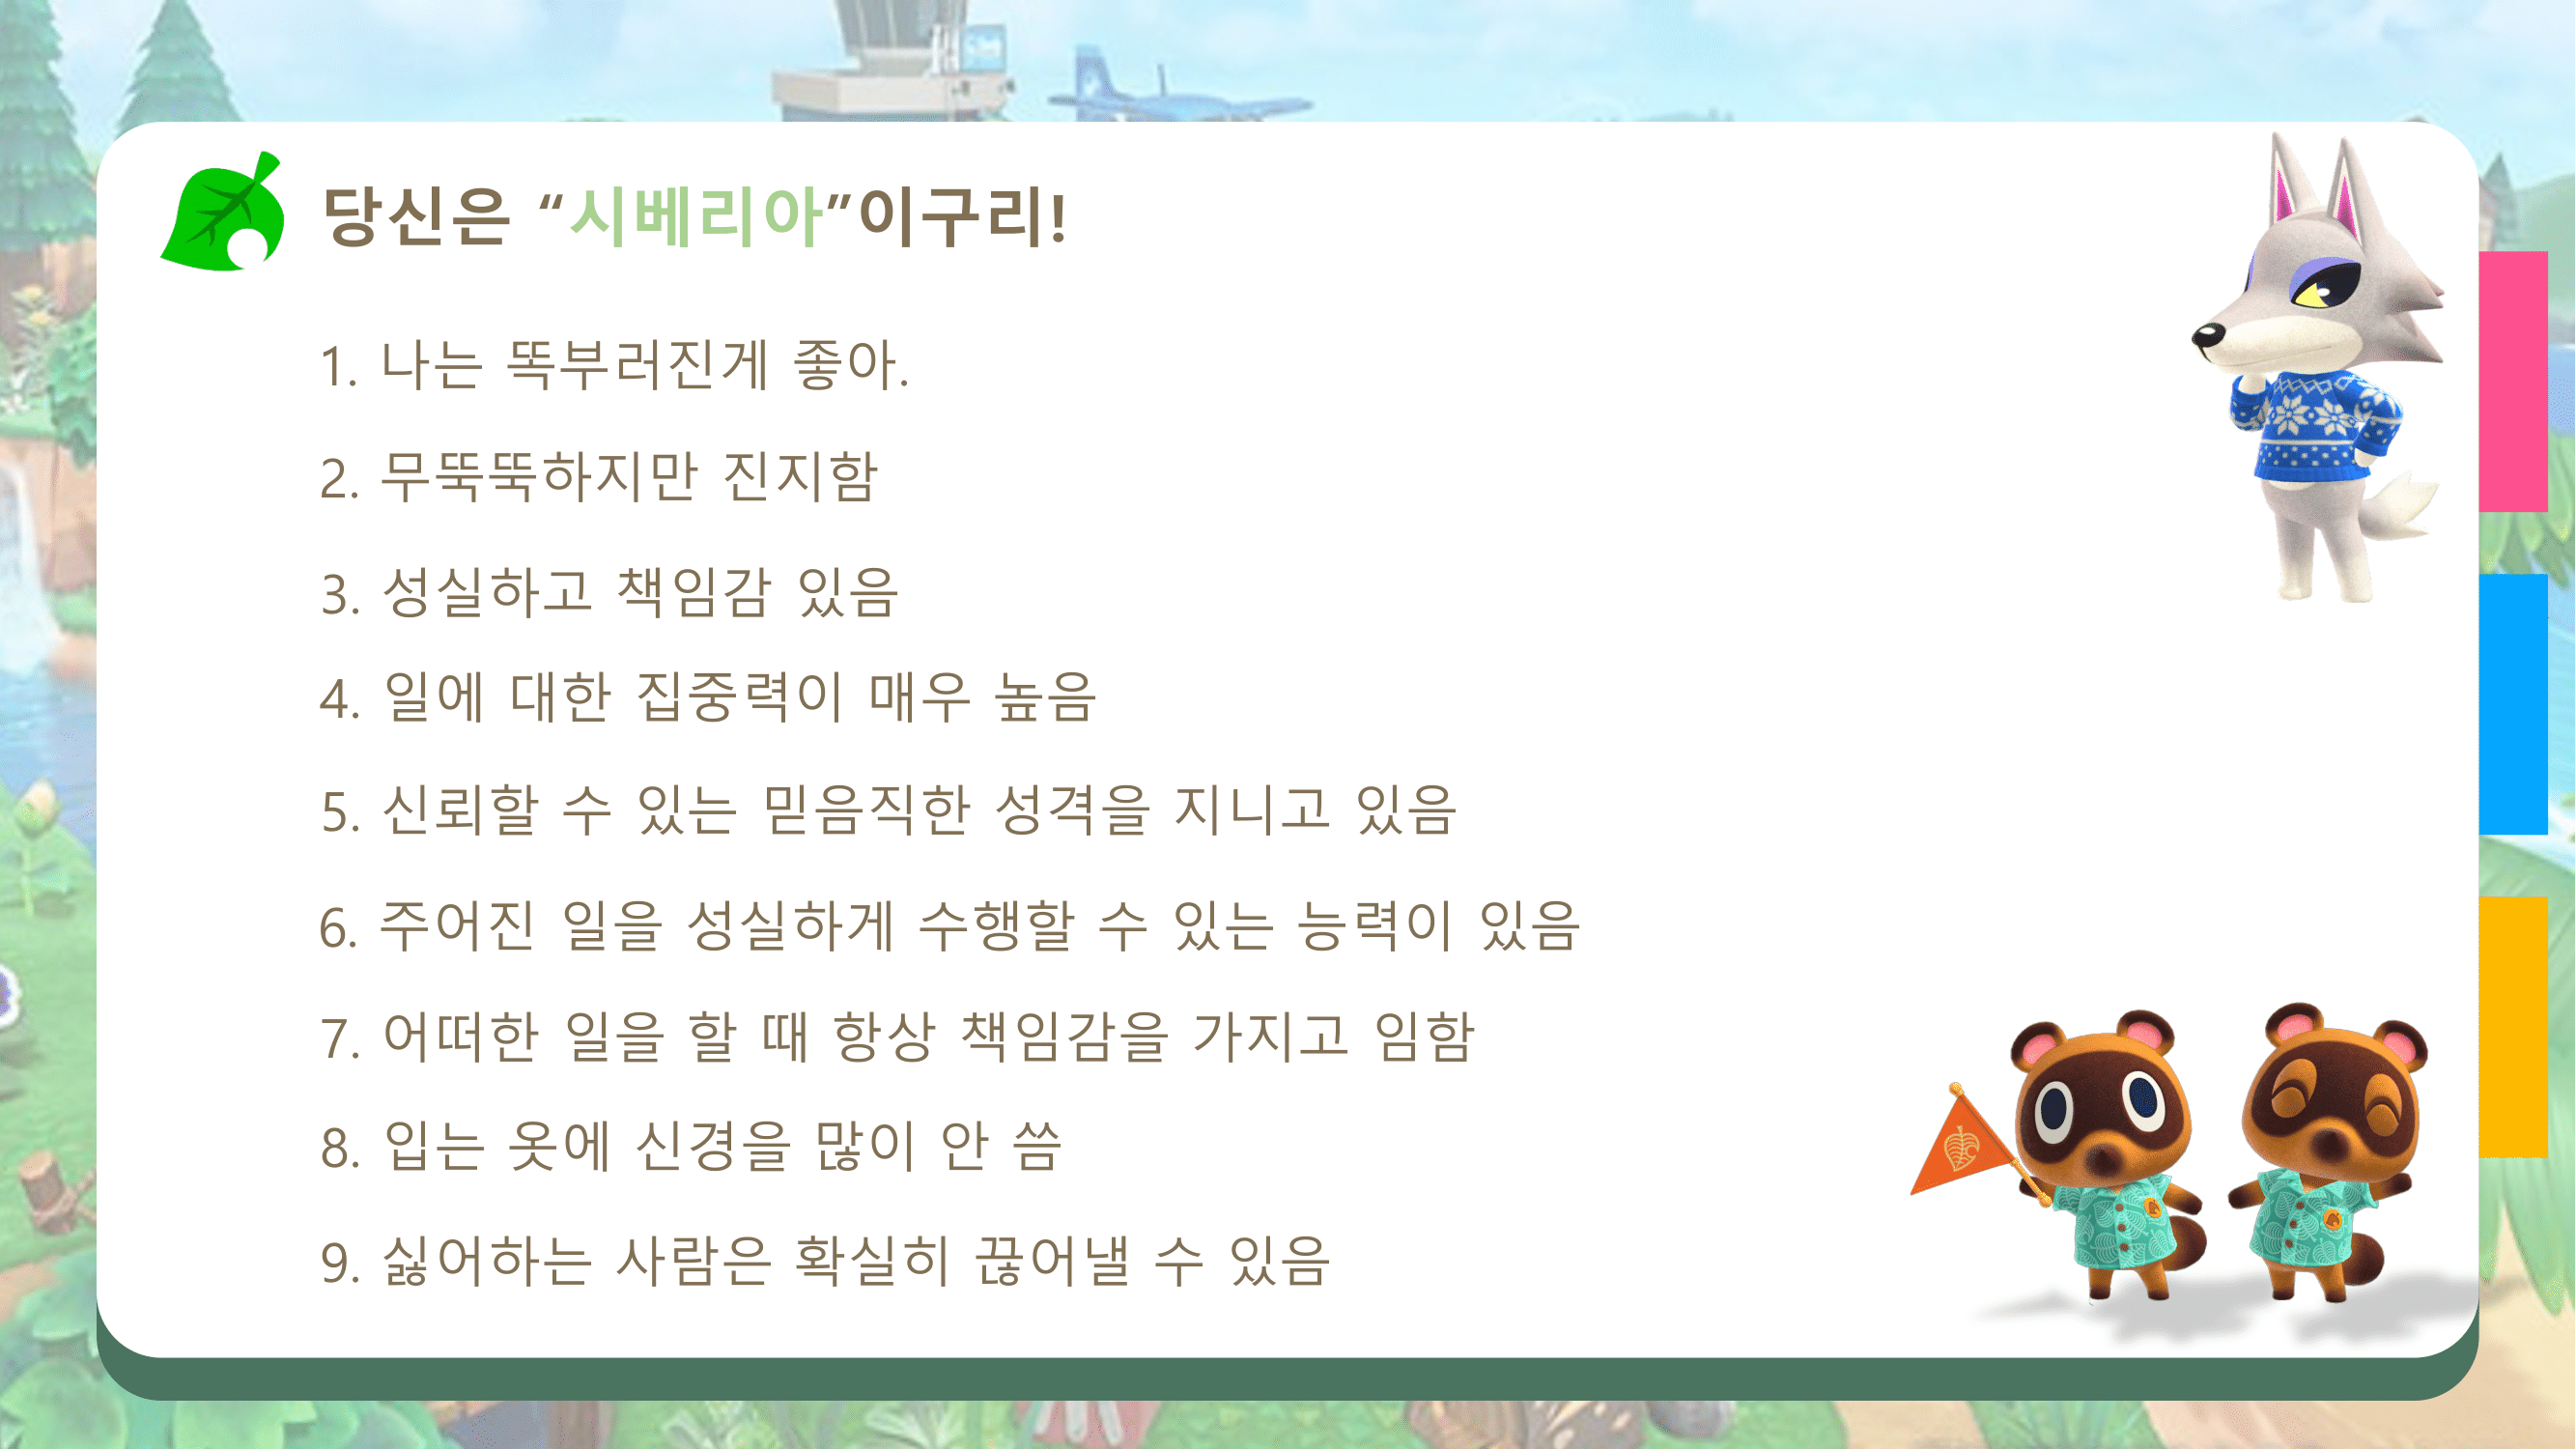 당신은 “시베리아”이구리!
1. 나는 똑부러진게 좋아.
2. 무뚝뚝하지만 진지함
3. 성실하고 책임감 있음
4. 일에 대한 집중력이 매우 높음
5. 신뢰할 수 있는 믿음직한 성격을 지니고 있음
6. 주어진 일을 성실하게 수행할 수 있는 능력이 있음
7. 어떠한 일을 할 때 항상 책임감을 가지고 임함
8. 입는 옷에 신경을 많이 안 씀
9. 싫어하는 사람은 확실히 끊어낼 수 있음